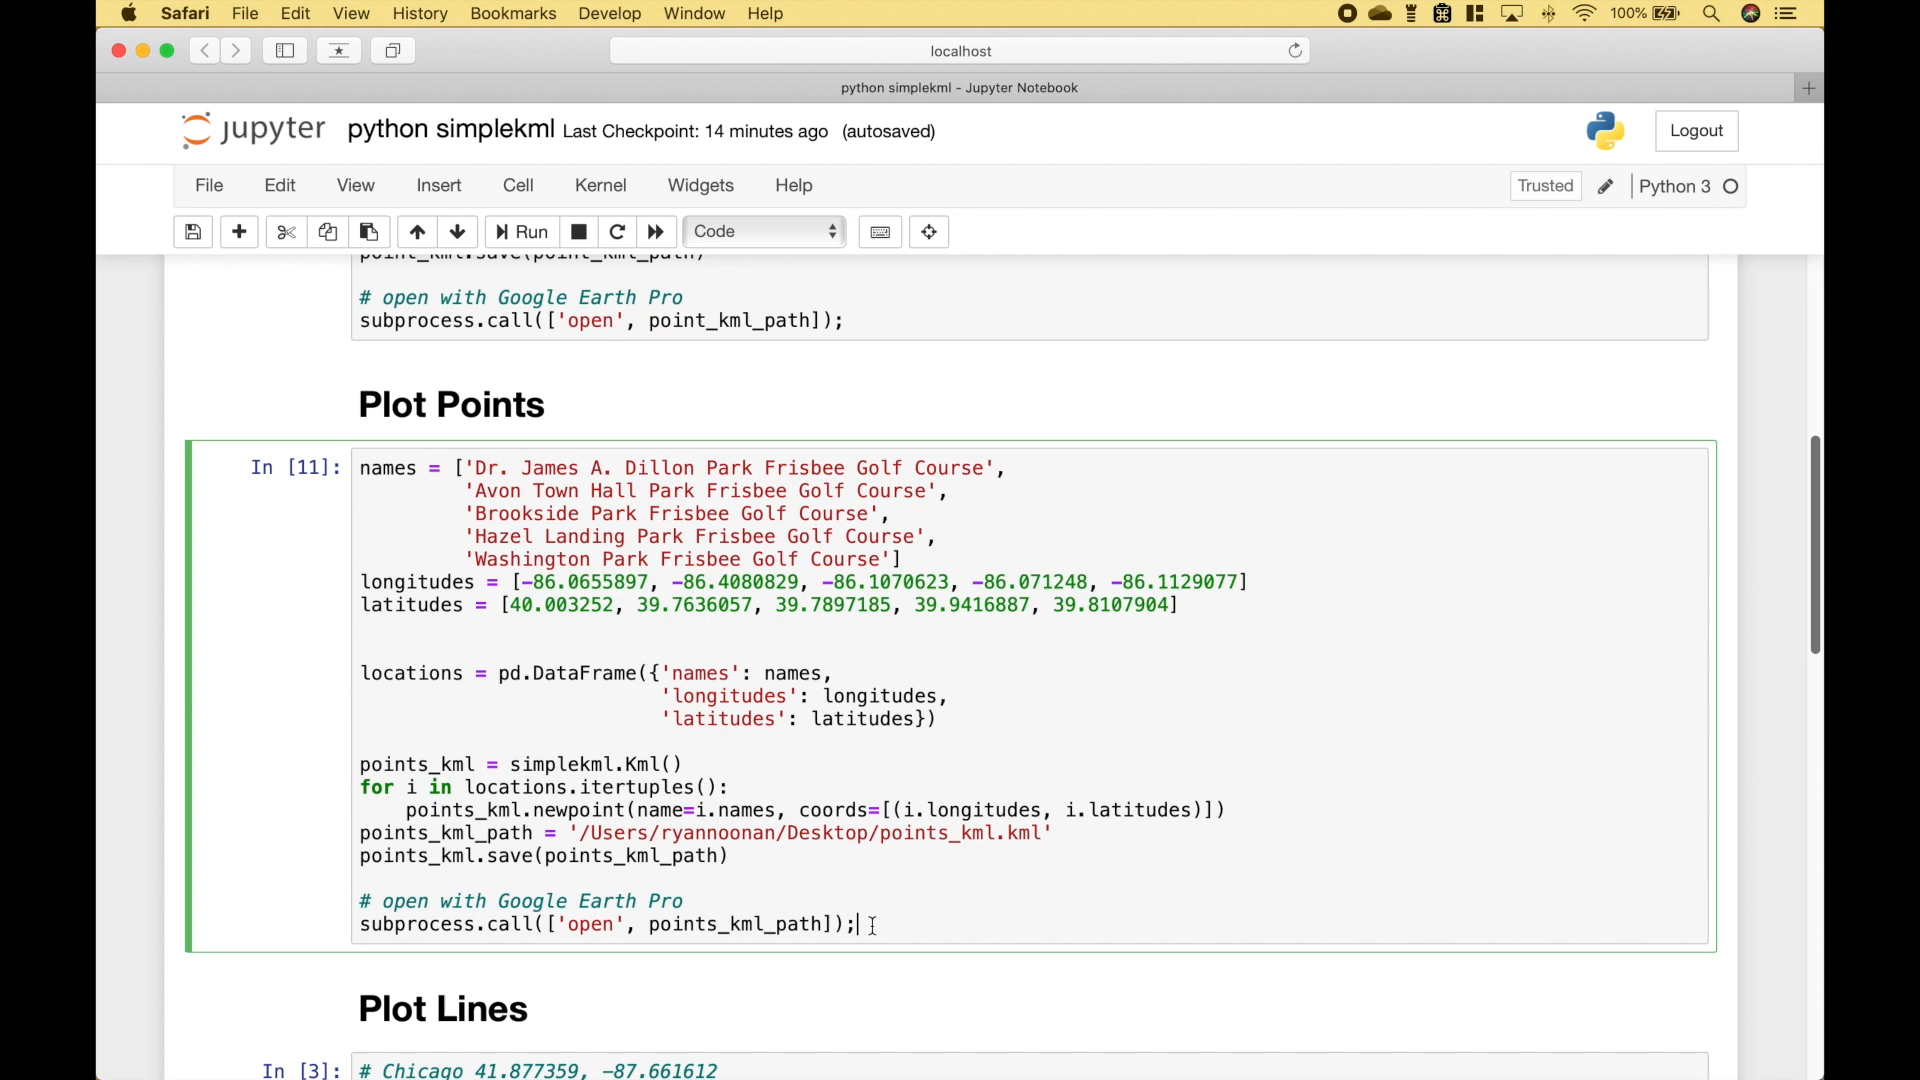 Safari File Edit View History Bookmarks Develop Window Help 100%
localhost
python simplekml - Jupyter Notebook
jupyter python simplekml Last Checkpoint: 14 minutes ago (autosaved) Logout
File Edit View Insert Cell Kernel Widgets Help Trusted Python 3
Run Code
point_kml.save(point_kml_path)
# open with Google Earth Pro
subprocess.call(['open', point_kml_path]);
Plot Points
In [11]: names = ['Dr. James A. Dillon Park Frisbee Golf Course',
'Avon Town Hall Park Frisbee Golf Course',
'Brookside Park Frisbee Golf Course',
'Hazel Landing Park Frisbee Golf Course',
'Washington Park Frisbee Golf Course']
longitudes = [-86.0655897, -86.4080829, -86.1070623, -86.071248, -86.1129077]
latitudes = [40.003252, 39.7636057, 39.7897185, 39.9416887, 39.8107904]
locations = pd.DataFrame({'names': names,
'longitudes': longitudes,
'latitudes': latitudes})
points_kml = simplekml.Kml()
for i in locations.itertuples():
points_kml.newpoint(name=i.names, coords=[(i.longitudes, i.latitudes)])
points_kml_path = '/Users/ryannoonan/Desktop/points_kml.kml'
points_kml.save(points_kml_path)
# open with Google Earth Pro
subprocess.call(['open', points_kml_path]);
Plot Lines
In [3]: # Chicago 41.877359, -87.661612